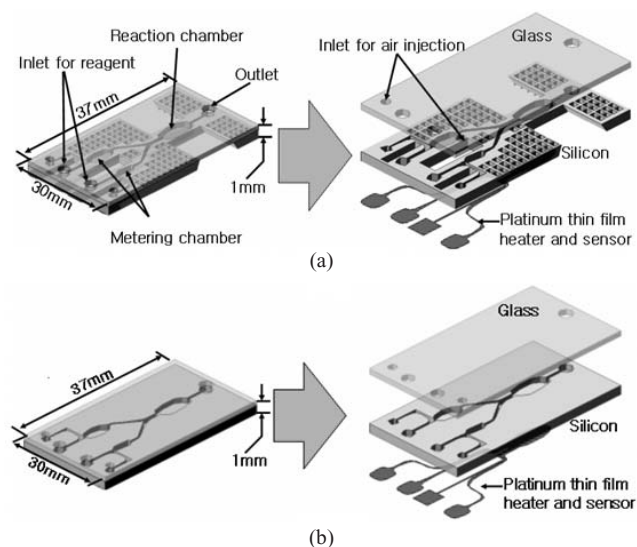 Reaction chamber
Inlet for reagent
Outlet
37mm
30mm
1mm
Metering chamber
Inlet for air injection
Glass
Silicon
Platinum thin film
heater and sensor
(a)
37mm
30mm
1mm
Glass
Silicon
Platinum thin film
heater and sensor
(b)